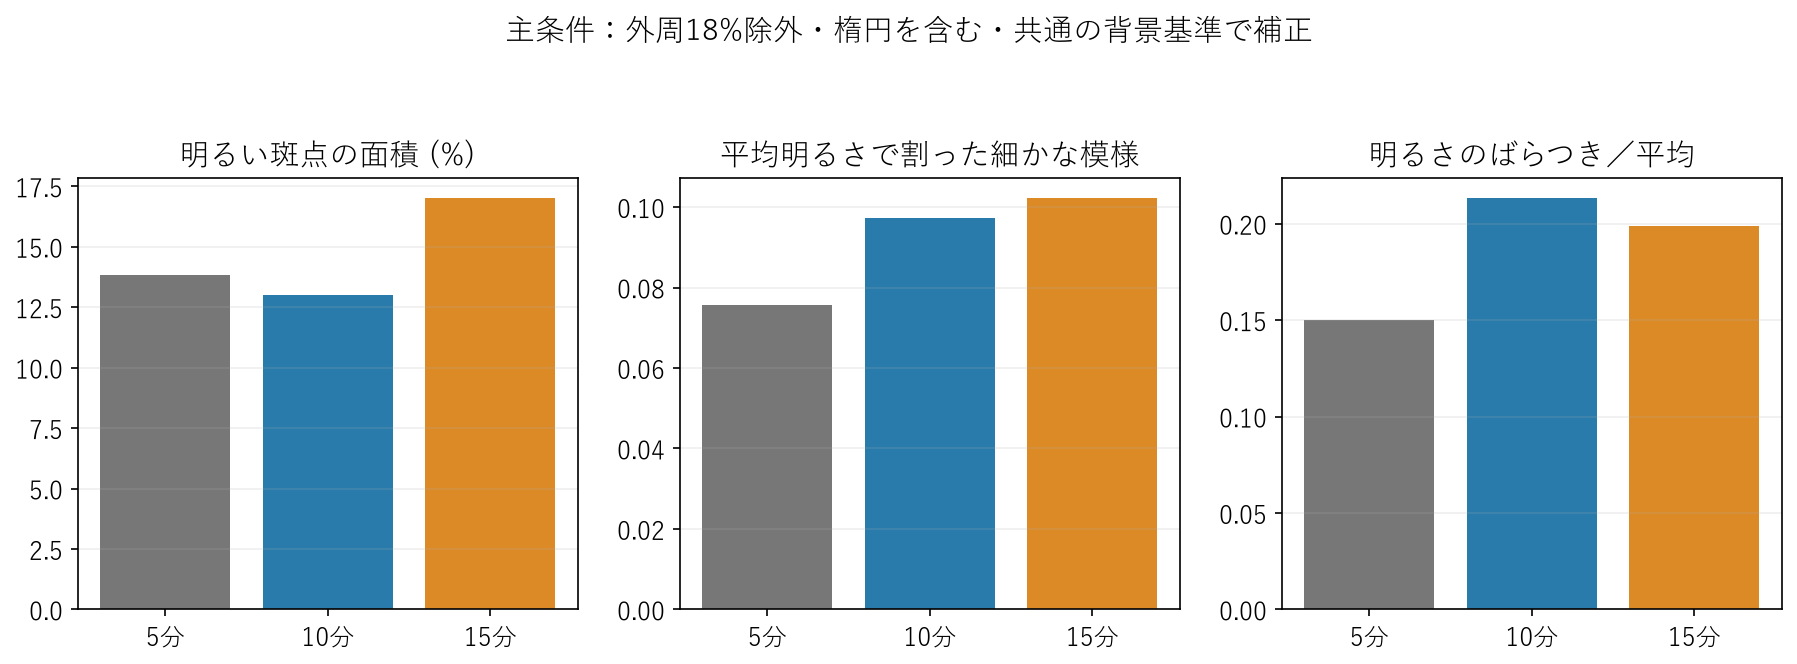 主条件：外周18%除外・楕円を含む・共通の背景基準で補正
明るい斑点の面積 (%)
17.5
15.0
12.5
10.0
7.5
5.0
2.5
0.0
5分
10分
15分
平均明るさで割った細かな模様
0.10
0.08
0.06
0.04
0.02
0.00
5分
10分
15分
明るさのばらつき／平均
0.20
0.15
0.10
0.05
0.00
5分
10分
15分